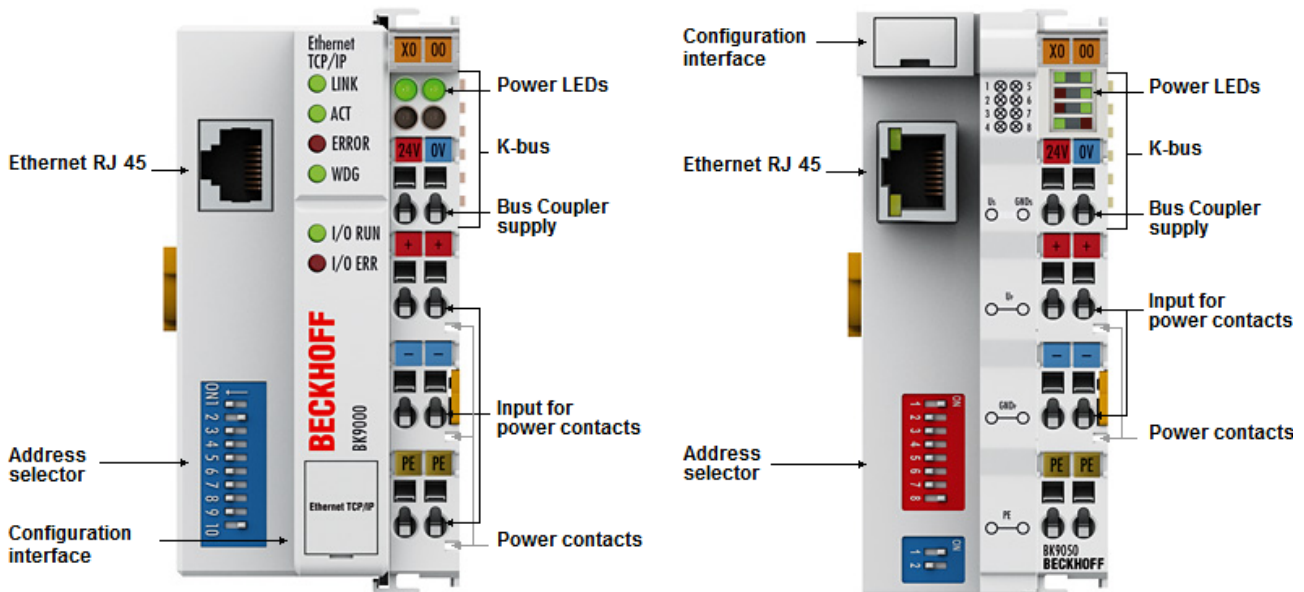 Ethernet
TCP/IP
LINK
ACT
ERROR
WDG
I/O RUN
I/O ERR
BECKHOFF
BK9000
Ethernet TCP/IP
ON
1
2
3
4
5
6
7
8
9
10
X0 00
24V 0V
+ +
- -
PE PE
Ethernet RJ 45
Address
selector
Configuration
interface
Power LEDs
K-bus
Bus Coupler
supply
Input for
power contacts
Power contacts
Configuration
interface
Ethernet RJ 45
Address
selector
X0 00
1 5
2 6
3 7
4 8
24V 0V
Us GNDs
+ +
Up
- -
GNDP
PE PE
PE
ON
1
2
3
4
5
6
7
8
ON
1
2
BK9050
BECKHOFF
Power LEDs
K-bus
Bus Coupler
supply
Input for
power contacts
Power contacts